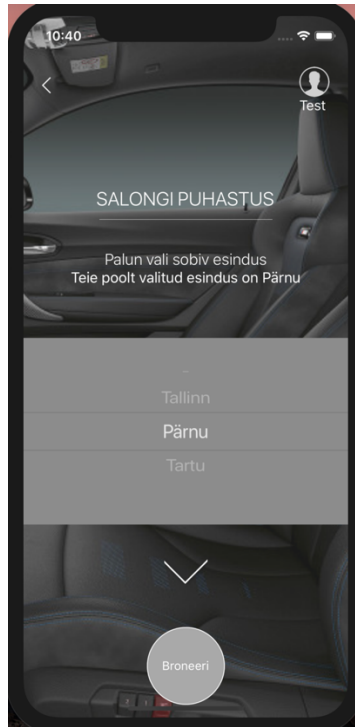 10:40
Test
SALONGI PUHASTUS
Palun vali sobiv esindus
Teie poolt valitud esindus on Pärnu
-
Tallinn
Pärnu
Tartu
Broneeri